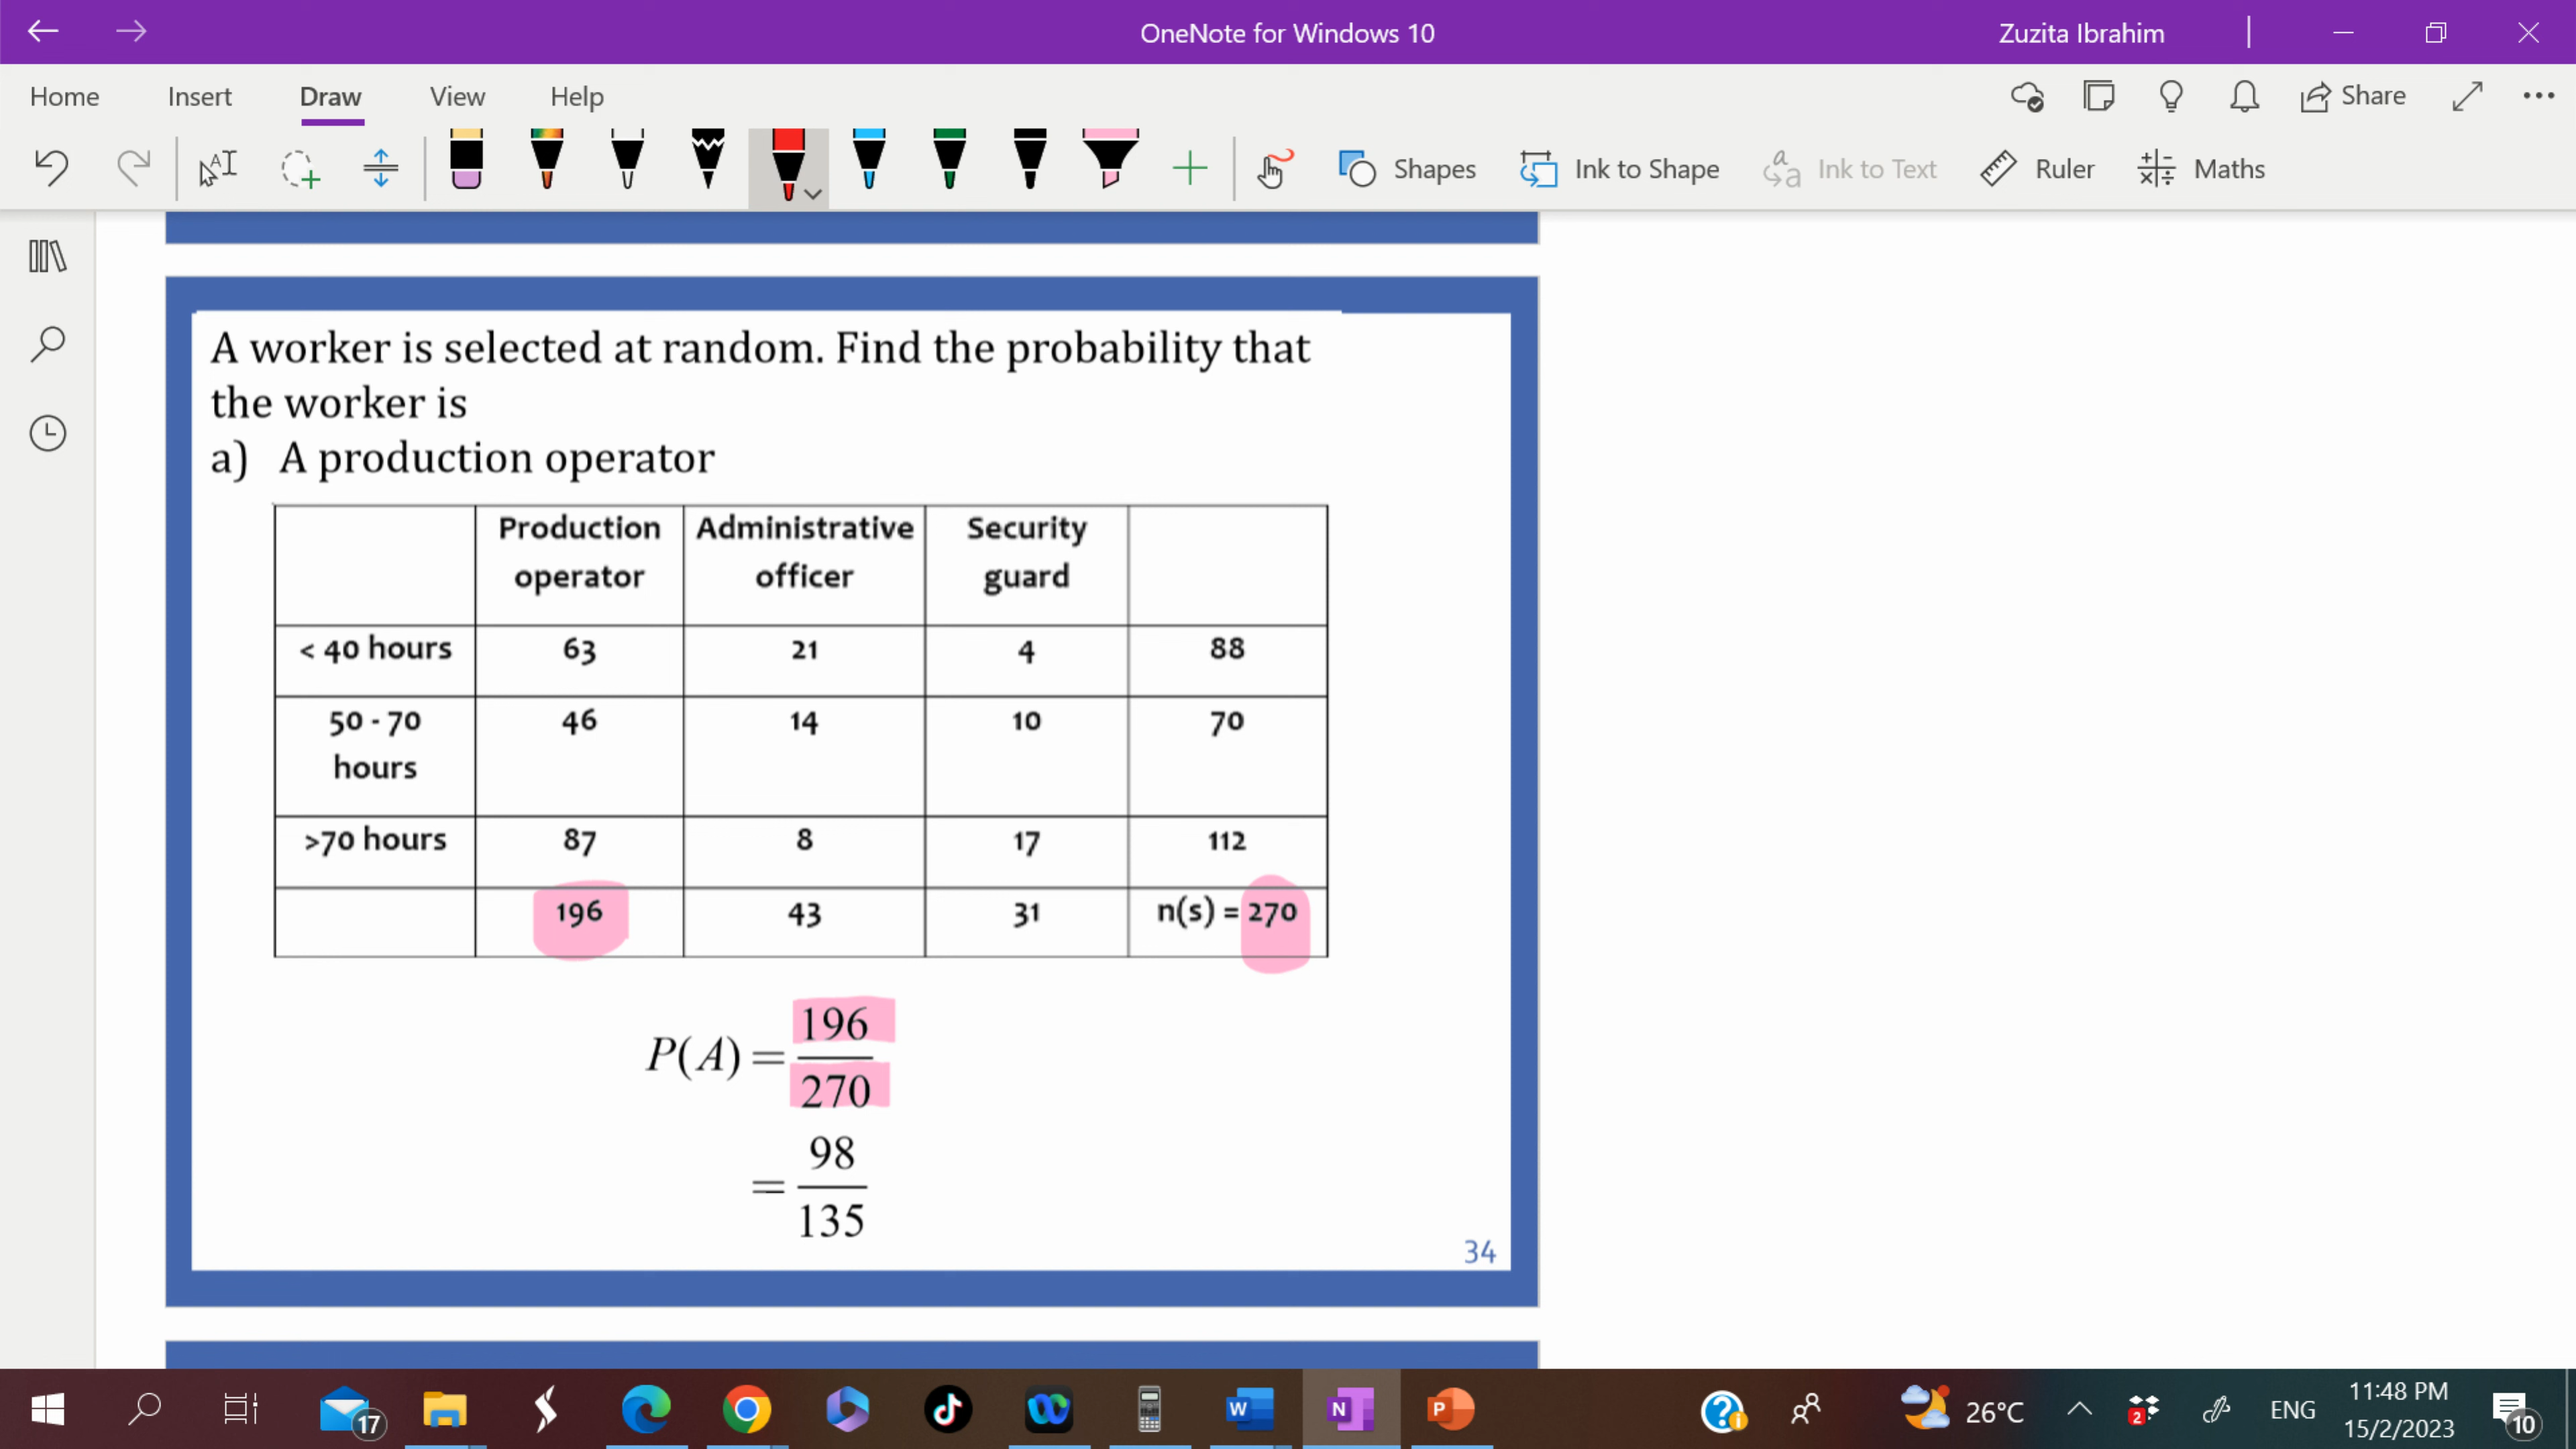 OneNote for Windows 10
Zuzita Ibrahim
Home Insert Draw View Help
Share
Shapes Ink to Shape Ink to Text Ruler Maths
A worker is selected at random. Find the probability that
the worker is
a) A production operator
Production operator Administrative officer Security guard
< 40 hours 63 21 4 88
50 - 70 hours 46 14 10 70
>70 hours 87 8 17 112
196 43 31 n(s) = 270
P(A) = 196/270
= 98/135
34
17
W
N
P
26°C
2
ENG
11:48 PM
15/2/2023
10